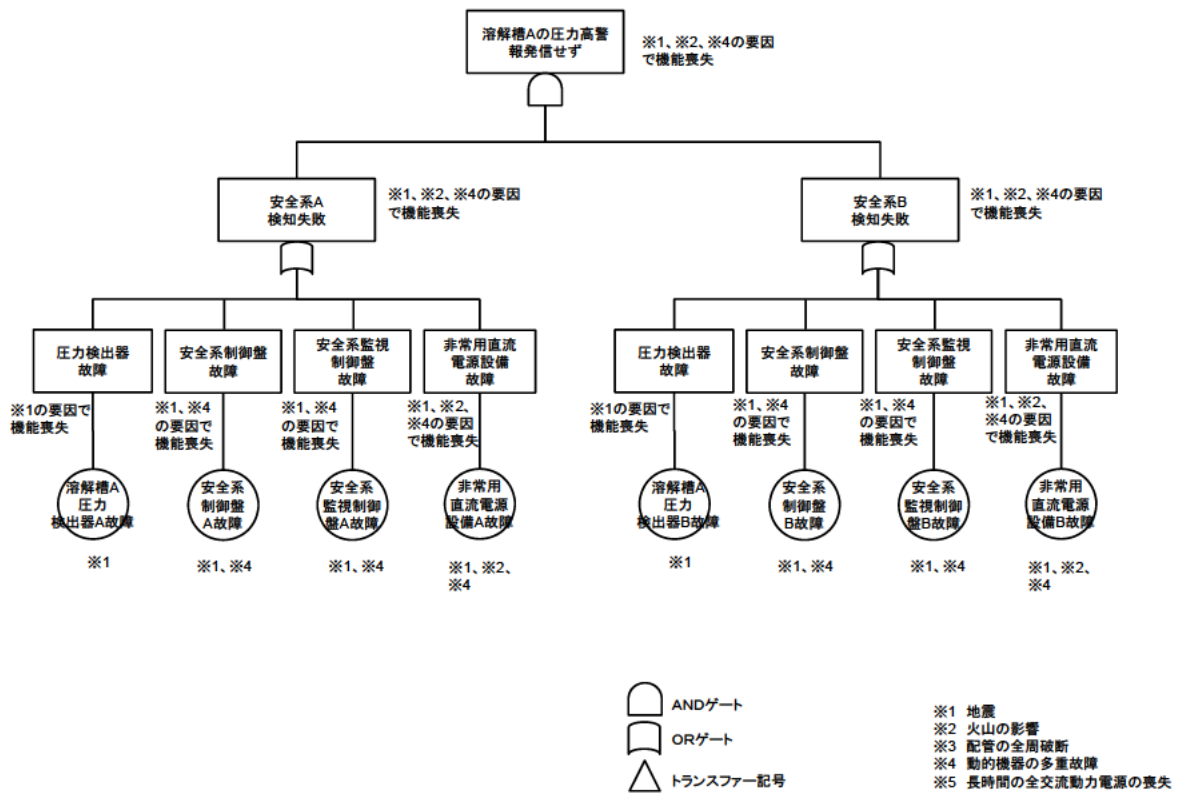 溶解槽Aの圧力高警
報発信せず
※1、※2、※4の要因
で機能喪失
安全系A
検知失敗
※1、※2、※4の要因
で機能喪失
安全系B
検知失敗
※1、※2、※4の要因
で機能喪失
圧力検出器
故障
安全系制御盤
故障
安全系監視
制御盤
故障
非常用直流
電源設備
故障
圧力検出器
故障
安全系制御盤
故障
安全系監視
制御盤
故障
非常用直流
電源設備
故障
※1の要因で
機能喪失
※1、※4
の要因で
機能喪失
※1、※4
の要因で
機能喪失
※1、※2、
※4の要因
で機能喪失
※1の要因で
機能喪失
※1、※4
の要因で
機能喪失
※1、※4
の要因で
機能喪失
※1、※2、
※4の要因
で機能喪失
溶解槽A
圧力
検出器A故障
安全系
制御盤
A故障
安全系
監視制御
盤A故障
非常用
直流電源
設備A故障
溶解槽A
圧力
検出器B故障
安全系
制御盤
B故障
安全系
監視制御
盤B故障
非常用
直流電源
設備B故障
※1
※1、※4
※1、※4
※1、※2、
※4
※1
※1、※4
※1、※4
※1、※2、
※4
ANDゲート
ORゲート
トランスファー記号
※1 地震
※2 火山の影響
※3 配管の全周破断
※4 動的機器の多重故障
※5 長時間の全交流動力電源の喪失